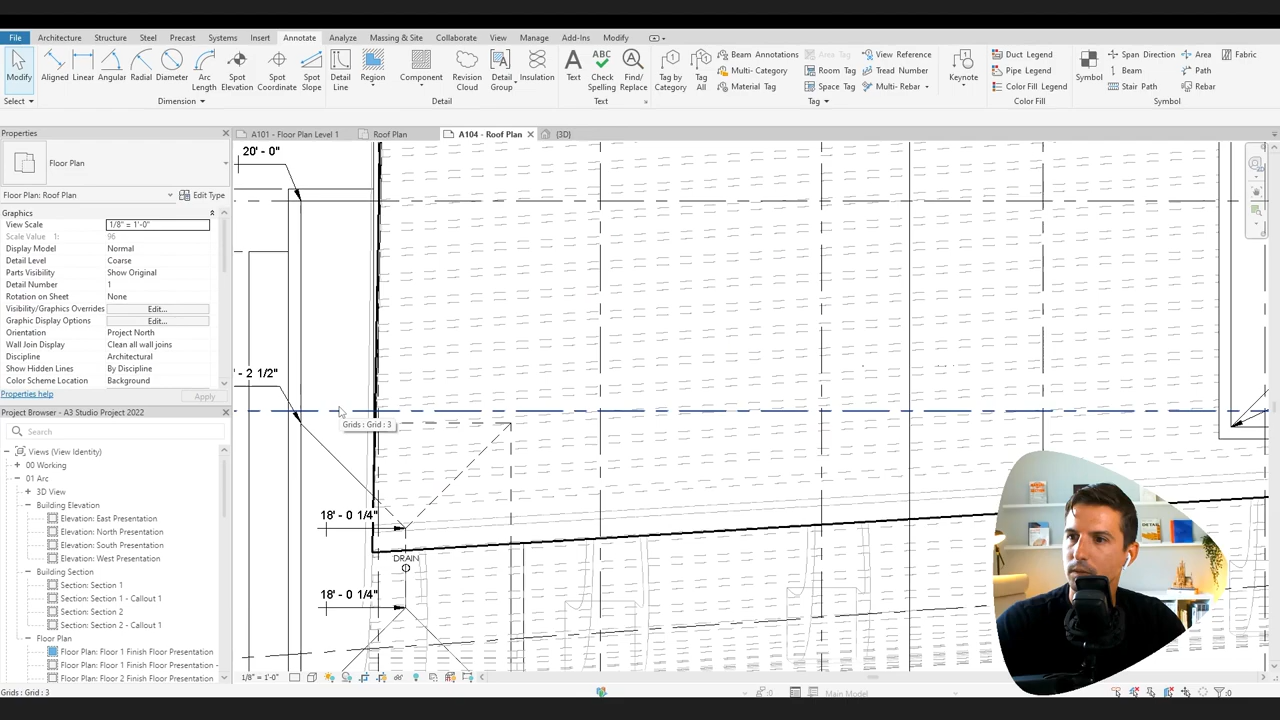 File Architecture Structure Steel Precast Systems Insert Annotate Analyze Massing & Site Collaborate View Manage Add-Ins Modify
Modify Aligned Linear Angular Radial Diameter Arc Length Spot Elevation Spot Coordinate Spot Slope Detail Line Region Component Revision Cloud Detail Group Insulation ABC A Text Check Spelling Find/ Replace Tag by Category Tag All Beam Annotations Area Tag View Reference Keynote Duct Legend Symbol Span Direction Area Fabric
Multi- Category Room Tag Tread Number Pipe Legend Beam Path
Material Tag Space Tag Multi- Rebar Color Fill Legend Stair Path Rebar
Select Dimension Detail Text Tag Color Fill Symbol
Properties
A101 - Floor Plan Level 1 Roof Plan A104 - Roof Plan {3D}
Floor Plan
Floor Plan: Roof Plan Edit Type
Graphics
View Scale 1/8" = 1'-0"
Scale Value 1: 96
Display Model Normal
Detail Level Coarse
Parts Visibility Show Original
Detail Number 1
Rotation on Sheet None
Visibility/Graphics Overrides Edit...
Graphic Display Options Edit...
Orientation Project North
Wall Join Display Clean all wall joins
Discipline Architectural
Show Hidden Lines By Discipline
Color Scheme Location Background
Properties help Apply
Project Browser - A3 Studio Project 2022
Search
Views (View Identity)
00 Working
01 Arc
3D View
Building Elevation
Elevation: East Presentation
Elevation: North Presentation
Elevation: South Presentation
Elevation: West Presentation
Building Section
Section: Section 1
Section: Section 1 - Callout 1
Section: Section 2
Section: Section 2 - Callout 1
Floor Plan
Floor Plan: Floor 1 Finish Floor Presentation
Floor Plan: Floor 2 Finish Floor Presentation
20' - 0"
' - 2 1/2"
Grids : Grid : 3
18' - 0 1/4"
DRAIN
18' - 0 1/4"
DETAIL
1/8" = 1'-0"
Grids : Grid : 3
:0 Main Model :0